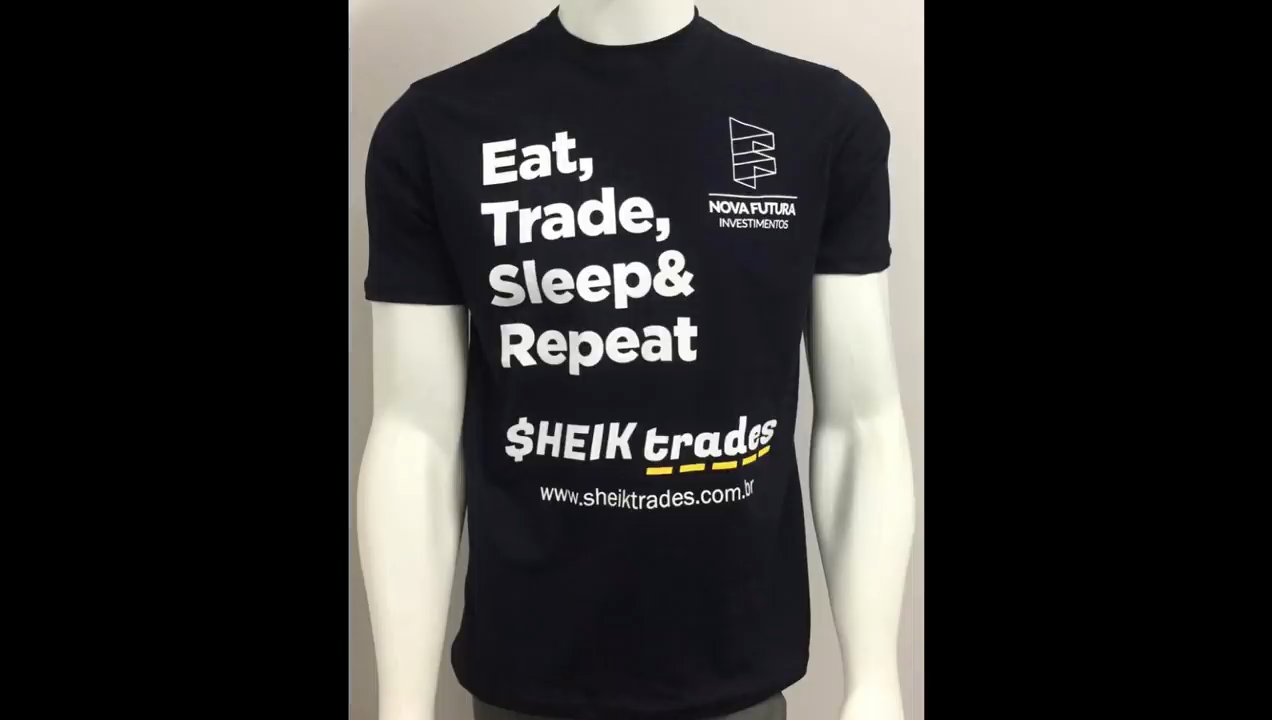 Eat,
Trade,
Sleep&
Repeat
NOVA FUTURA
INVESTIMENTOS
$HEIK trades
www.sheiktrades.com.br